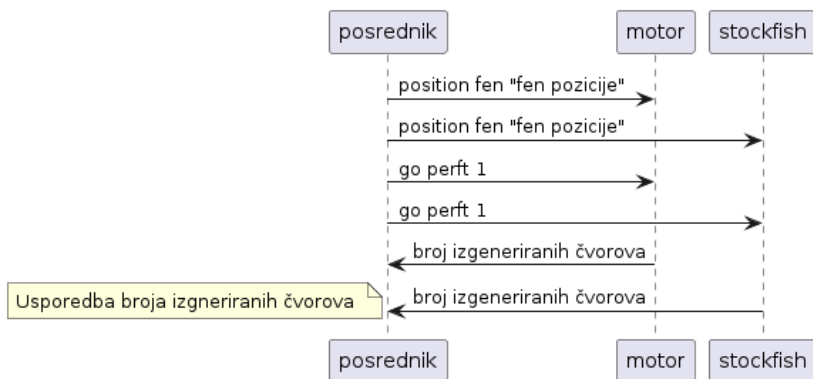 posrednik motor stockfish
position fen "fen pozicije"
position fen "fen pozicije"
go perft 1
go perft 1
broj izgeneriranih čvorova
Usporedba broja izgneriranih čvorova broj izgeneriranih čvorova
posrednik motor stockfish